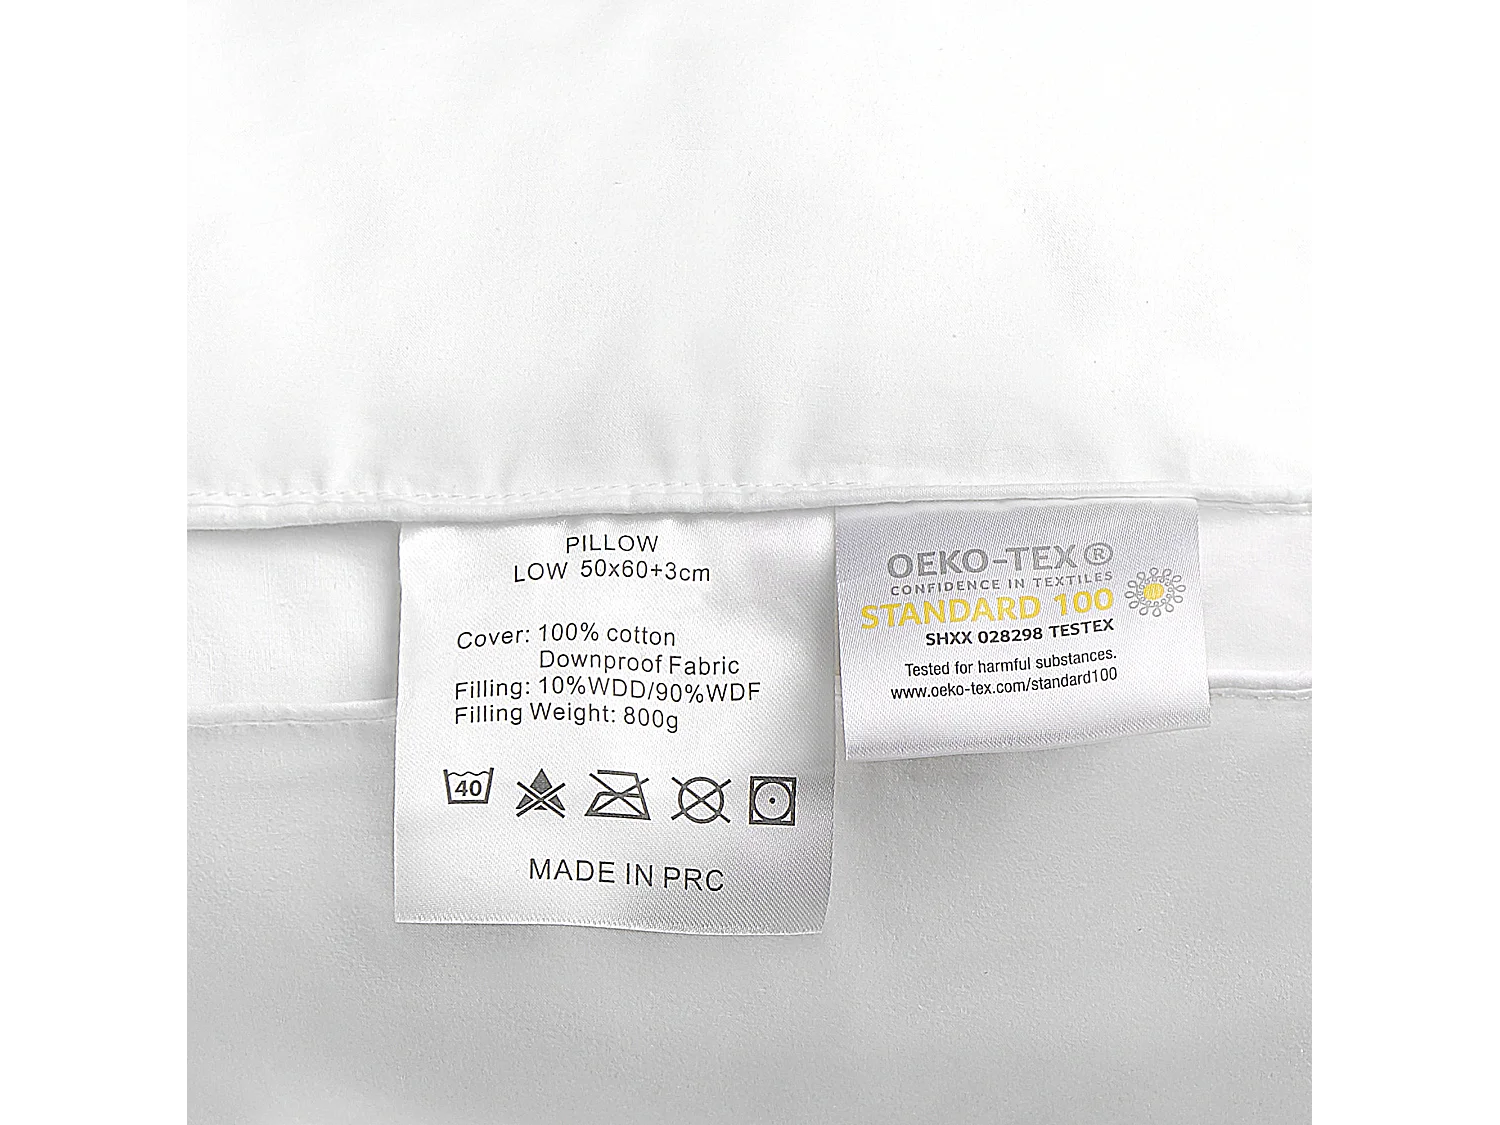 PILLOW
LOW 50x60+3cm
Cover: 100% cotton
Downproof Fabric
Filling: 10%WDD/90%WDF
Filling Weight: 800g
40
MADE IN PRC
OEKO-TEX®
CONFIDENCE IN TEXTILES
STANDARD 100
SHXX 028298 TESTEX
Tested for harmful substances.
www.oeko-tex.com/standard100